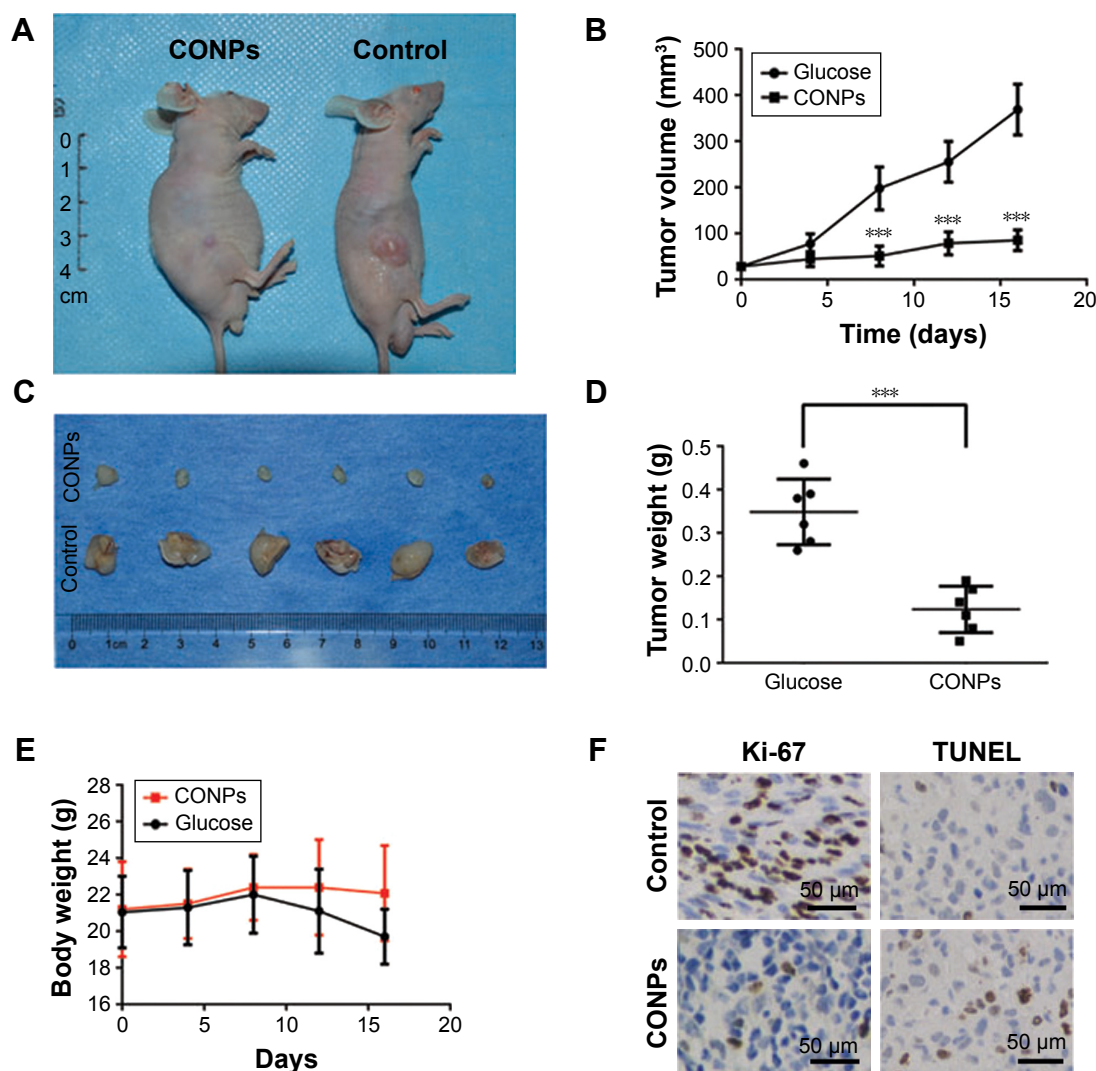 A
CONPs Control
0
1
2
3
4
cm
B
Tumor volume (mm³)
500
400
300
200
100
0
Glucose
CONPs
*** *** ***
0 5 10 15 20
Time (days)
C
CONPs
Control
0 1cm 2 3 4 5 6 7 8 9 10 11 12 13
D
***
Tumor weight (g)
0.5
0.4
0.3
0.2
0.1
0.0
Glucose CONPs
E
Body weight (g)
28
26
24
22
20
18
16
CONPs
Glucose
0 5 10 15 20
Days
F
Ki-67 TUNEL
Control
50 µm 50 µm
CONPs
50 µm 50 µm